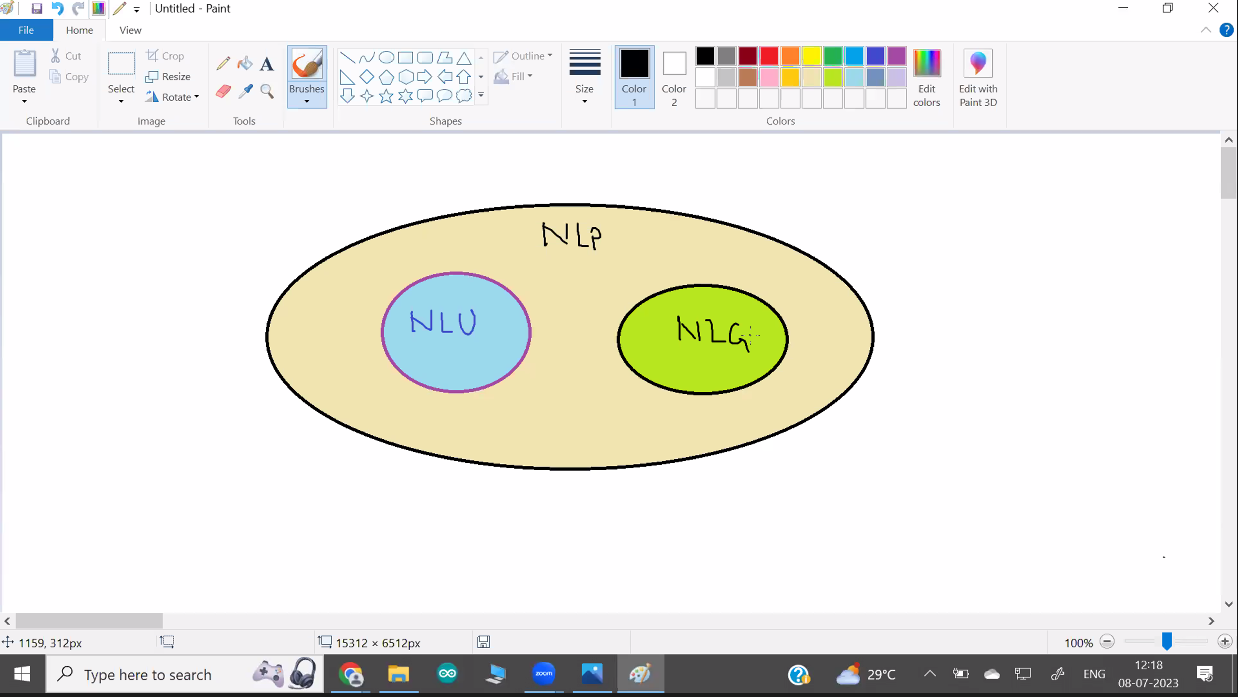 Untitled - Paint
File Home View
Paste
Cut
Copy
Clipboard
Select
Crop
Resize
Rotate
Image
Tools
Brushes
Outline
Fill
Shapes
Size
Color 1
Color 2
Edit colors
Colors
Edit with Paint 3D
NLP
NLU
NLG
1159, 312px
15312 × 6512px
100%
Type here to search
zoom
29°C
ENG
12:18
08-07-2023